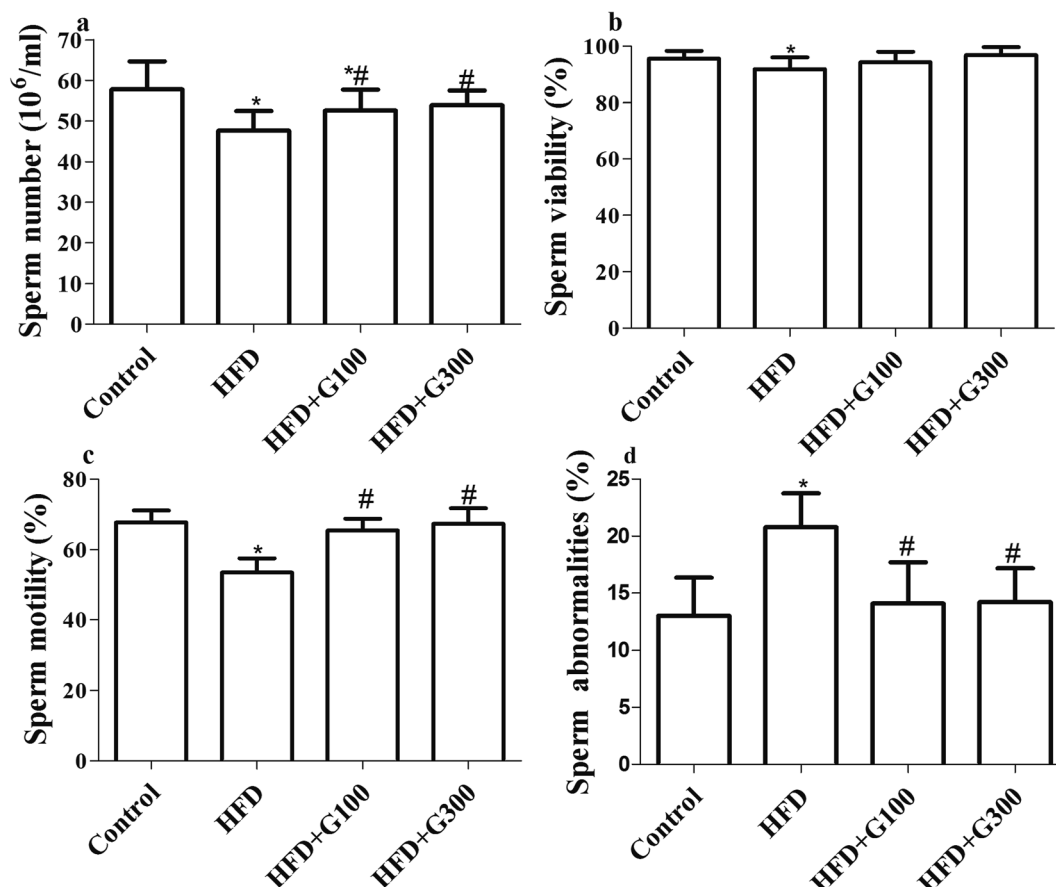 a
Sperm number (10^6/ml)
70
60
50
40
30
20
10
0
*
*#
#
Control
HFD
HFD+G100
HFD+G300
b
Sperm viability (%)
100
80
60
40
20
0
*
Control
HFD
HFD+G100
HFD+G300
c
Sperm motility (%)
80
60
40
20
0
*
#
#
Control
HFD
HFD+G100
HFD+G300
d
Sperm abnormalities (%)
25
20
15
10
5
0
*
#
#
Control
HFD
HFD+G100
HFD+G300